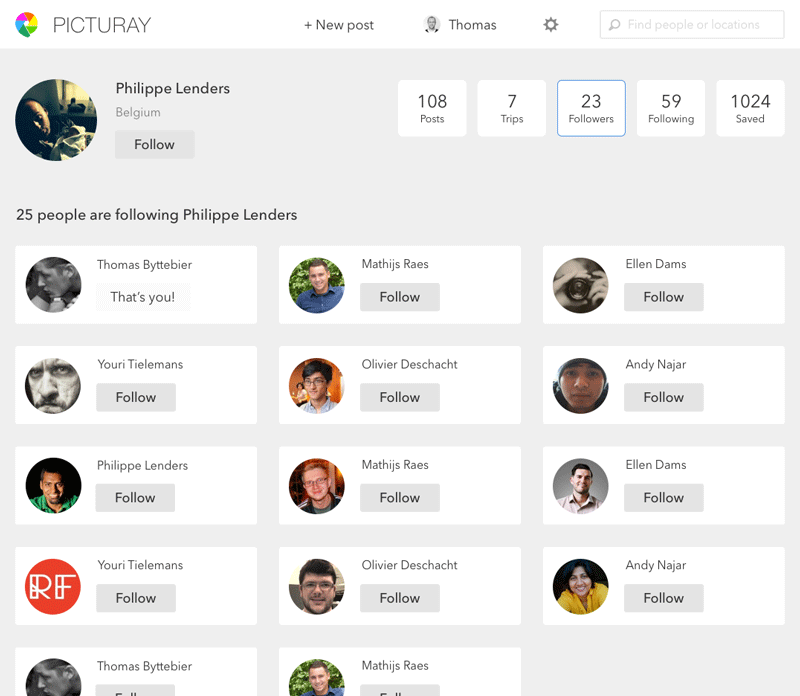 PICTURAY
+ New post
Thomas
Find people or locations
Philippe Lenders
Belgium
Follow
108
Posts
7
Trips
23
Followers
59
Following
1024
Saved
25 people are following Philippe Lenders
Thomas Byttebier
That's you!
Mathijs Raes
Follow
Ellen Dams
Follow
Youri Tielemans
Follow
Olivier Deschacht
Follow
Andy Najar
Follow
Philippe Lenders
Follow
Mathijs Raes
Follow
Ellen Dams
Follow
RF
Youri Tielemans
Follow
Olivier Deschacht
Follow
Andy Najar
Follow
Thomas Byttebier
Follow
Mathijs Raes
Follow